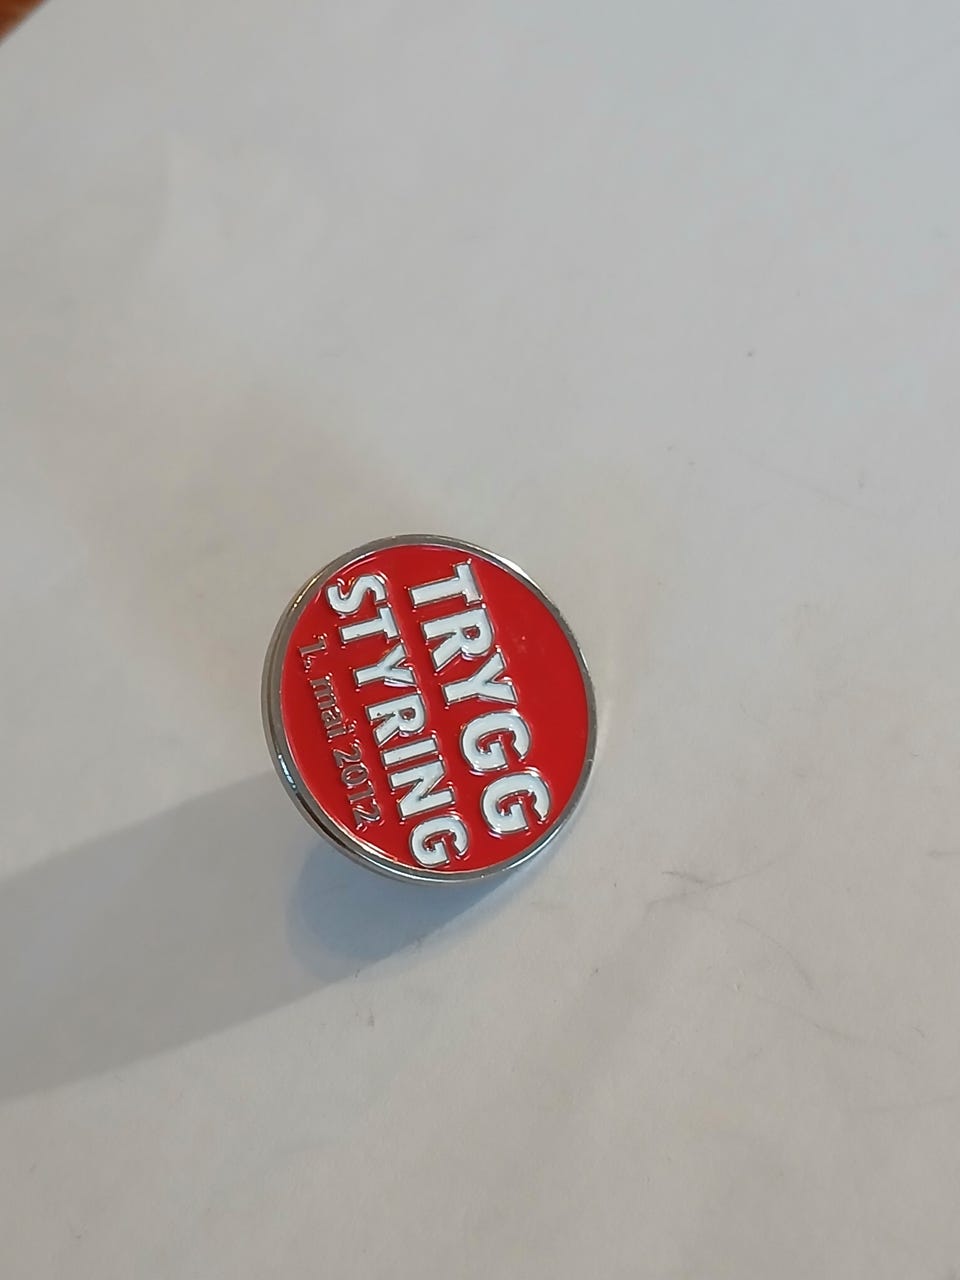 TRYGG
STYRING
1. mai 2012